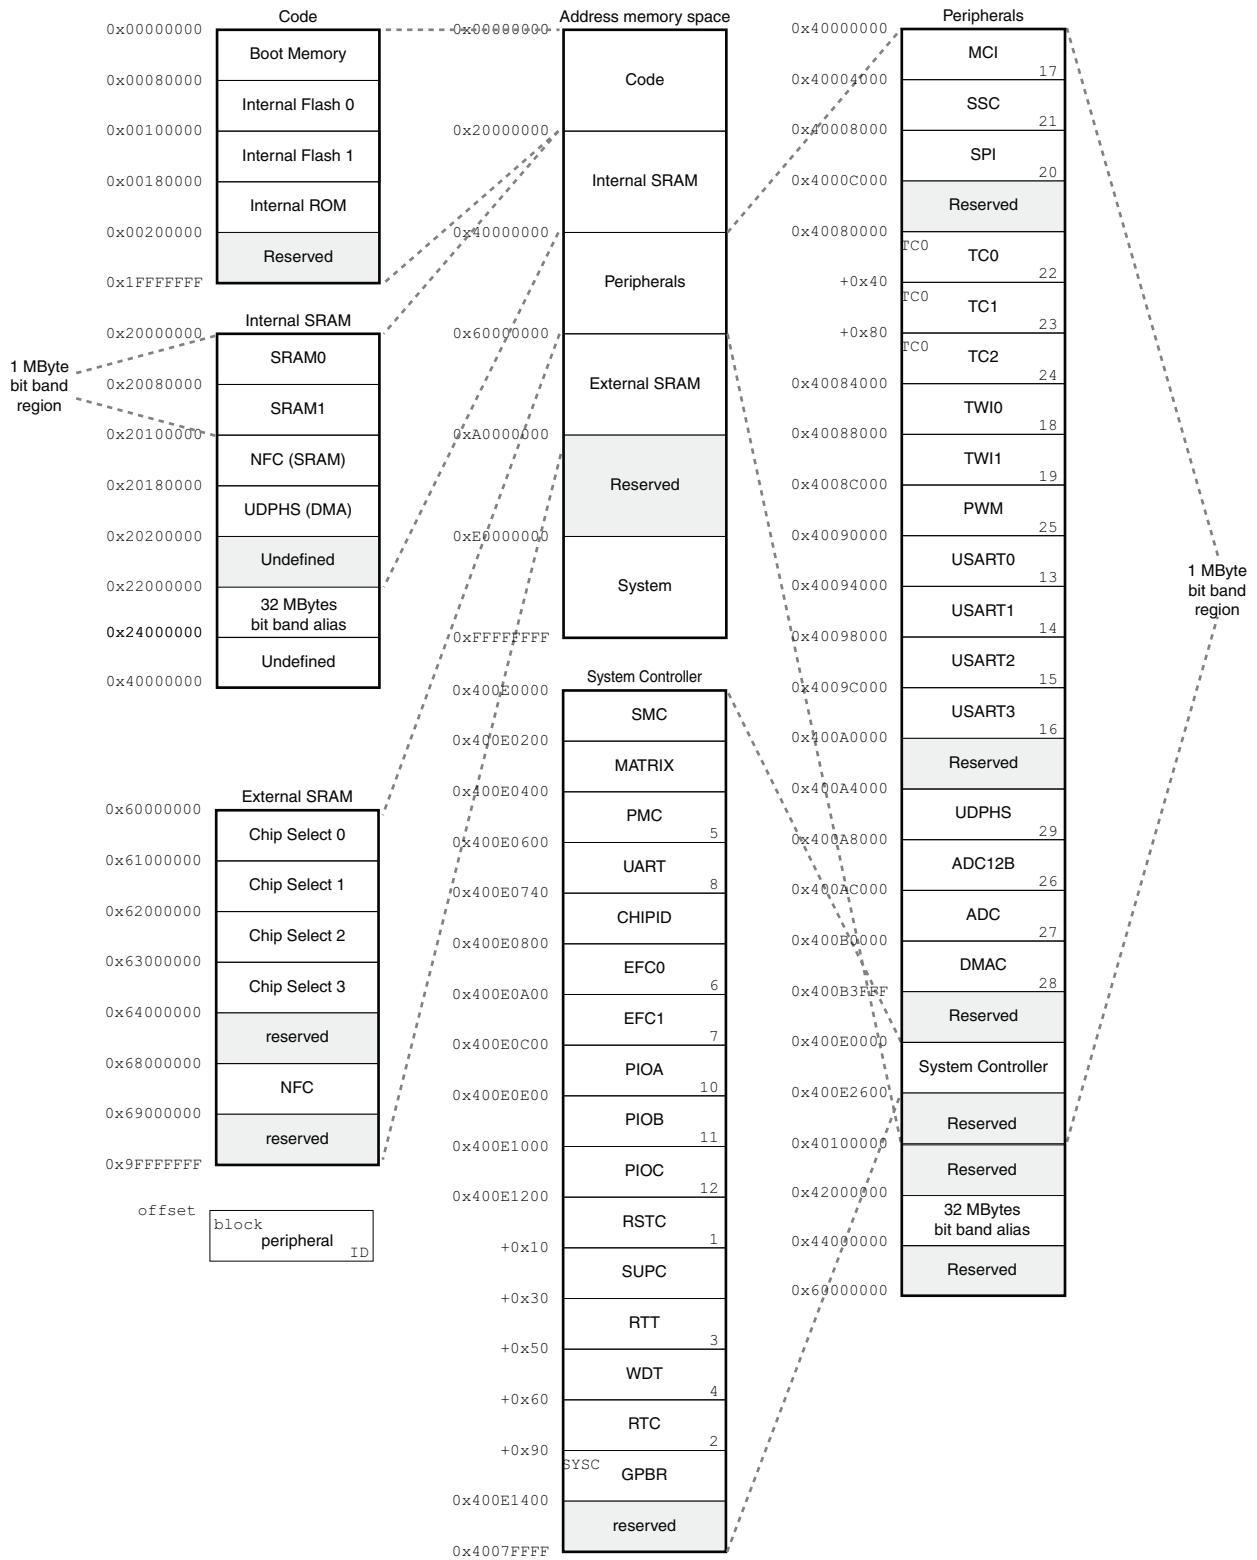 Code
0x00000000
Boot Memory
0x00080000
Internal Flash 0
0x00100000
Internal Flash 1
0x00180000
Internal ROM
0x00200000
Reserved
0x1FFFFFFF
Internal SRAM
0x20000000
SRAM0
0x20080000
SRAM1
0x20100000
NFC (SRAM)
0x20180000
UDPHS (DMA)
0x20200000
Undefined
0x22000000
32 MBytes
bit band alias
0x24000000
Undefined
0x40000000
1 MByte
bit band
region
External SRAM
0x60000000
Chip Select 0
0x61000000
Chip Select 1
0x62000000
Chip Select 2
0x63000000
Chip Select 3
0x64000000
reserved
0x68000000
NFC
0x69000000
reserved
0x9FFFFFFF
offset
block
peripheral
ID
Address memory space
0x00000000
Code
0x20000000
Internal SRAM
0x40000000
Peripherals
0x60000000
External SRAM
0xA0000000
Reserved
0xE0000000
System
0xFFFFFFFF
System Controller
0x400E0000
SMC
0x400E0200
MATRIX
0x400E0400
PMC
5
0x400E0600
UART
8
0x400E0740
CHIPID
0x400E0800
EFC0
6
0x400E0A00
EFC1
7
0x400E0C00
PIOA
10
0x400E0E00
PIOB
11
0x400E1000
PIOC
12
0x400E1200
RSTC
1
+0x10
SUPC
+0x30
RTT
3
+0x50
WDT
4
+0x60
RTC
2
+0x90
SYSC
GPBR
0x400E1400
reserved
0x4007FFFF
Peripherals
0x40000000
MCI
17
0x40004000
SSC
21
0x40008000
SPI
20
0x4000C000
Reserved
0x40080000
TC0
TC0
22
+0x40
TC0
TC1
23
+0x80
TC0
TC2
24
0x40084000
TWI0
18
0x40088000
TWI1
19
0x4008C000
PWM
25
0x40090000
USART0
13
0x40094000
USART1
14
0x40098000
USART2
15
0x4009C000
USART3
16
0x400A0000
Reserved
0x400A4000
UDPHS
29
0x400A8000
ADC12B
26
0x400AC000
ADC
27
0x400B0000
DMAC
28
0x400B3FFF
Reserved
0x400E0000
System Controller
0x400E2600
Reserved
0x40100000
Reserved
0x42000000
32 MBytes
bit band alias
0x44000000
Reserved
0x60000000
1 MByte
bit band
region